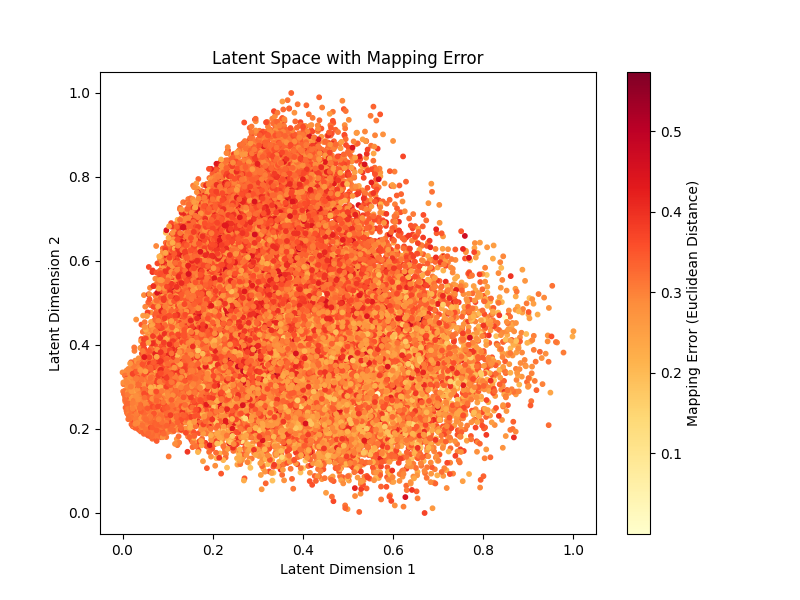 Latent Space with Mapping Error
1.0
0.8
0.6
0.4
0.2
0.0
Latent Dimension 2
0.0 0.2 0.4 0.6 0.8 1.0
Latent Dimension 1
0.5
0.4
0.3
0.2
0.1
Mapping Error (Euclidean Distance)